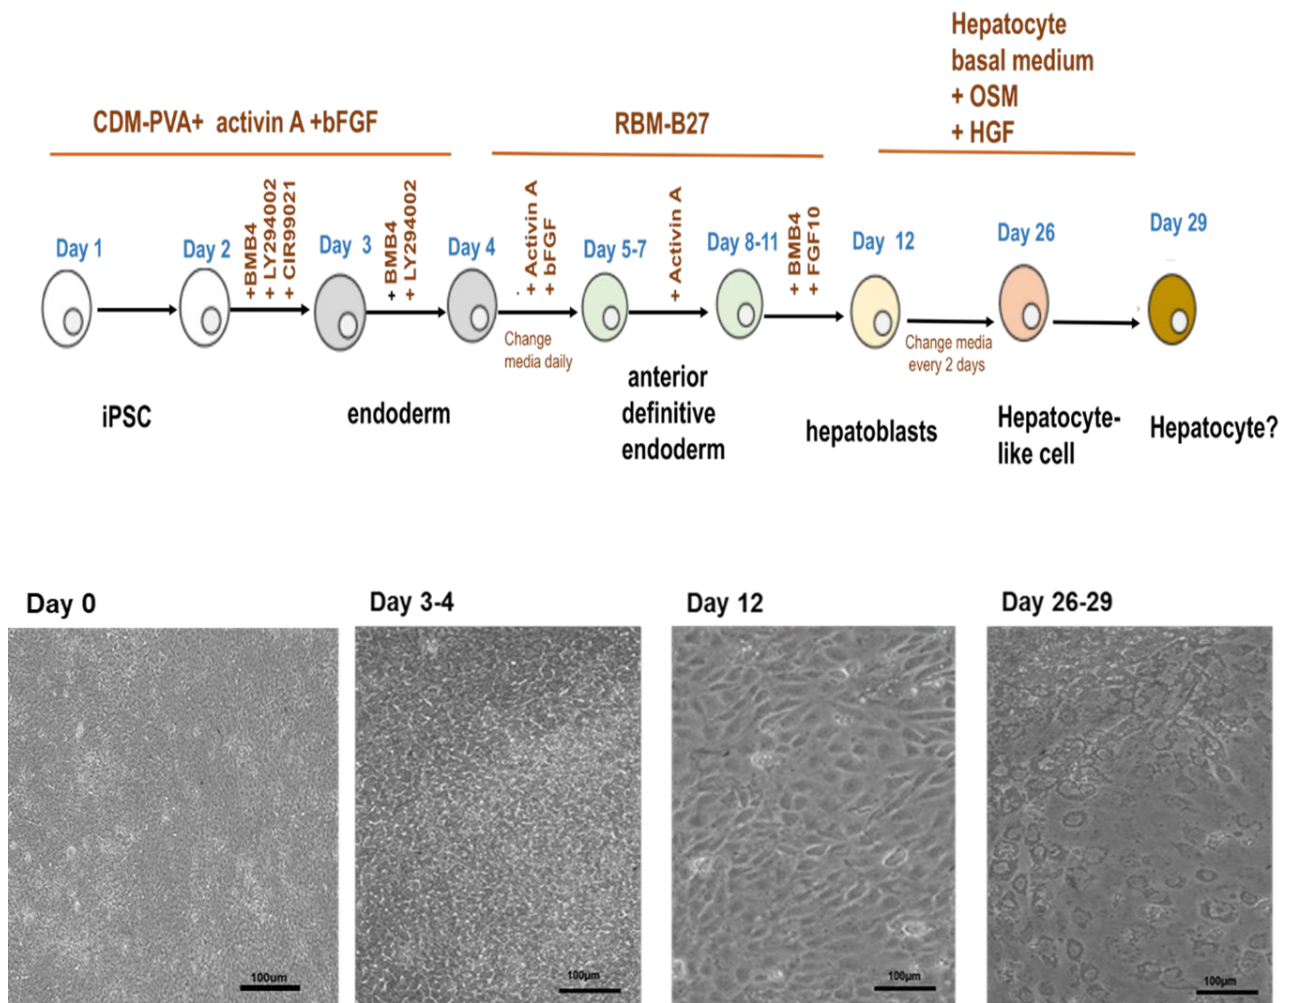 Hepatocyte
basal medium
+ OSM
+ HGF
CDM-PVA+ activin A +bFGF
RBM-B27
Day 1
Day 2
+BMB4
+ LY294002
+ CIR99021
Day 3
+ BMB4
+ LY294002
Day 4
+ Activin A
+ bFGF
Day 5-7
+ Activin A
Day 8-11
+ BMB4
+ FGF10
Day 12
Day 26
Day 29
Change
media daily
Change media
every 2 days
iPSC
endoderm
anterior
definitive
endoderm
hepatoblasts
Hepatocyte-
like cell
Hepatocyte?
Day 0
Day 3-4
Day 12
Day 26-29
100um
100μm
100μm
100μm